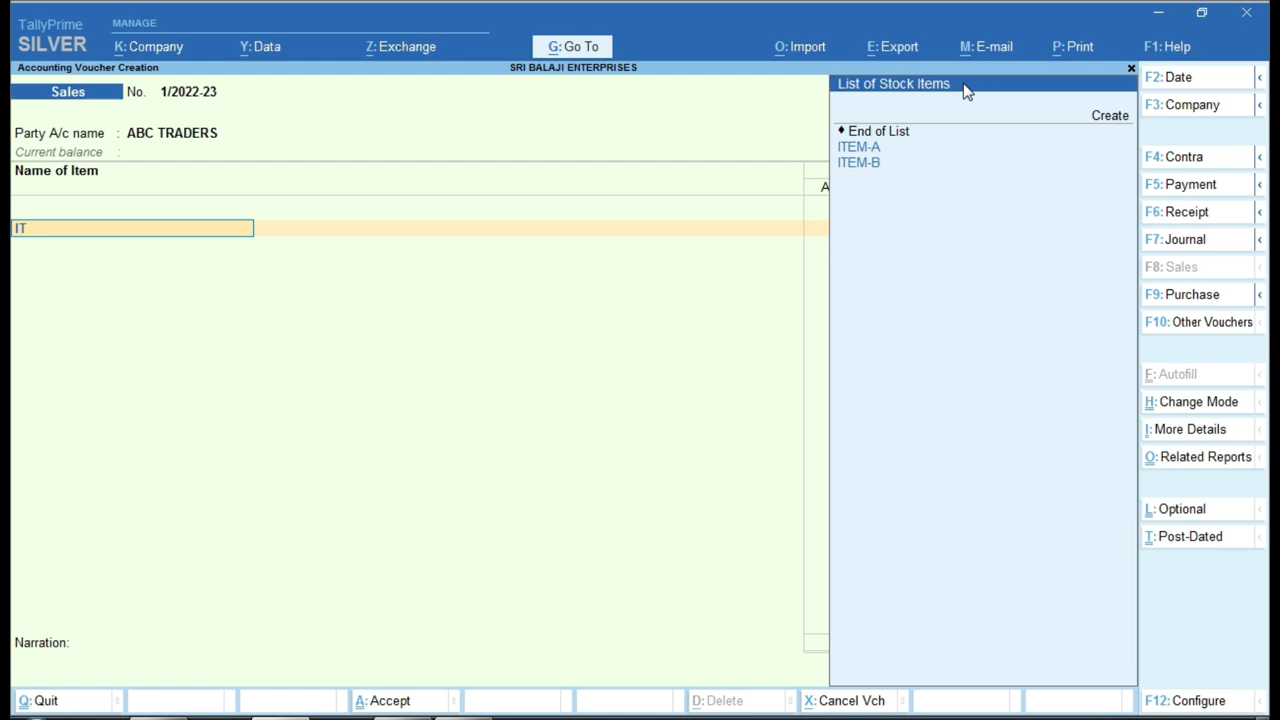 TallyPrime
SILVER
MANAGE
K: Company
Y: Data
Z: Exchange
G: Go To
O: Import
E: Export
M: E-mail
P: Print
F1: Help
Accounting Voucher Creation
SRI BALAJI ENTERPRISES
Sales
No. 1/2022-23
Party A/c name : ABC TRADERS
Current balance :
Name of Item
A
IT
Narration:
List of Stock Items
Create
♦ End of List
ITEM-A
ITEM-B
F2: Date
F3: Company
F4: Contra
F5: Payment
F6: Receipt
F7: Journal
F8: Sales
F9: Purchase
F10: Other Vouchers
F: Autofill
H: Change Mode
I: More Details
O: Related Reports
L: Optional
T: Post-Dated
Q: Quit
A: Accept
D: Delete
X: Cancel Vch
F12: Configure